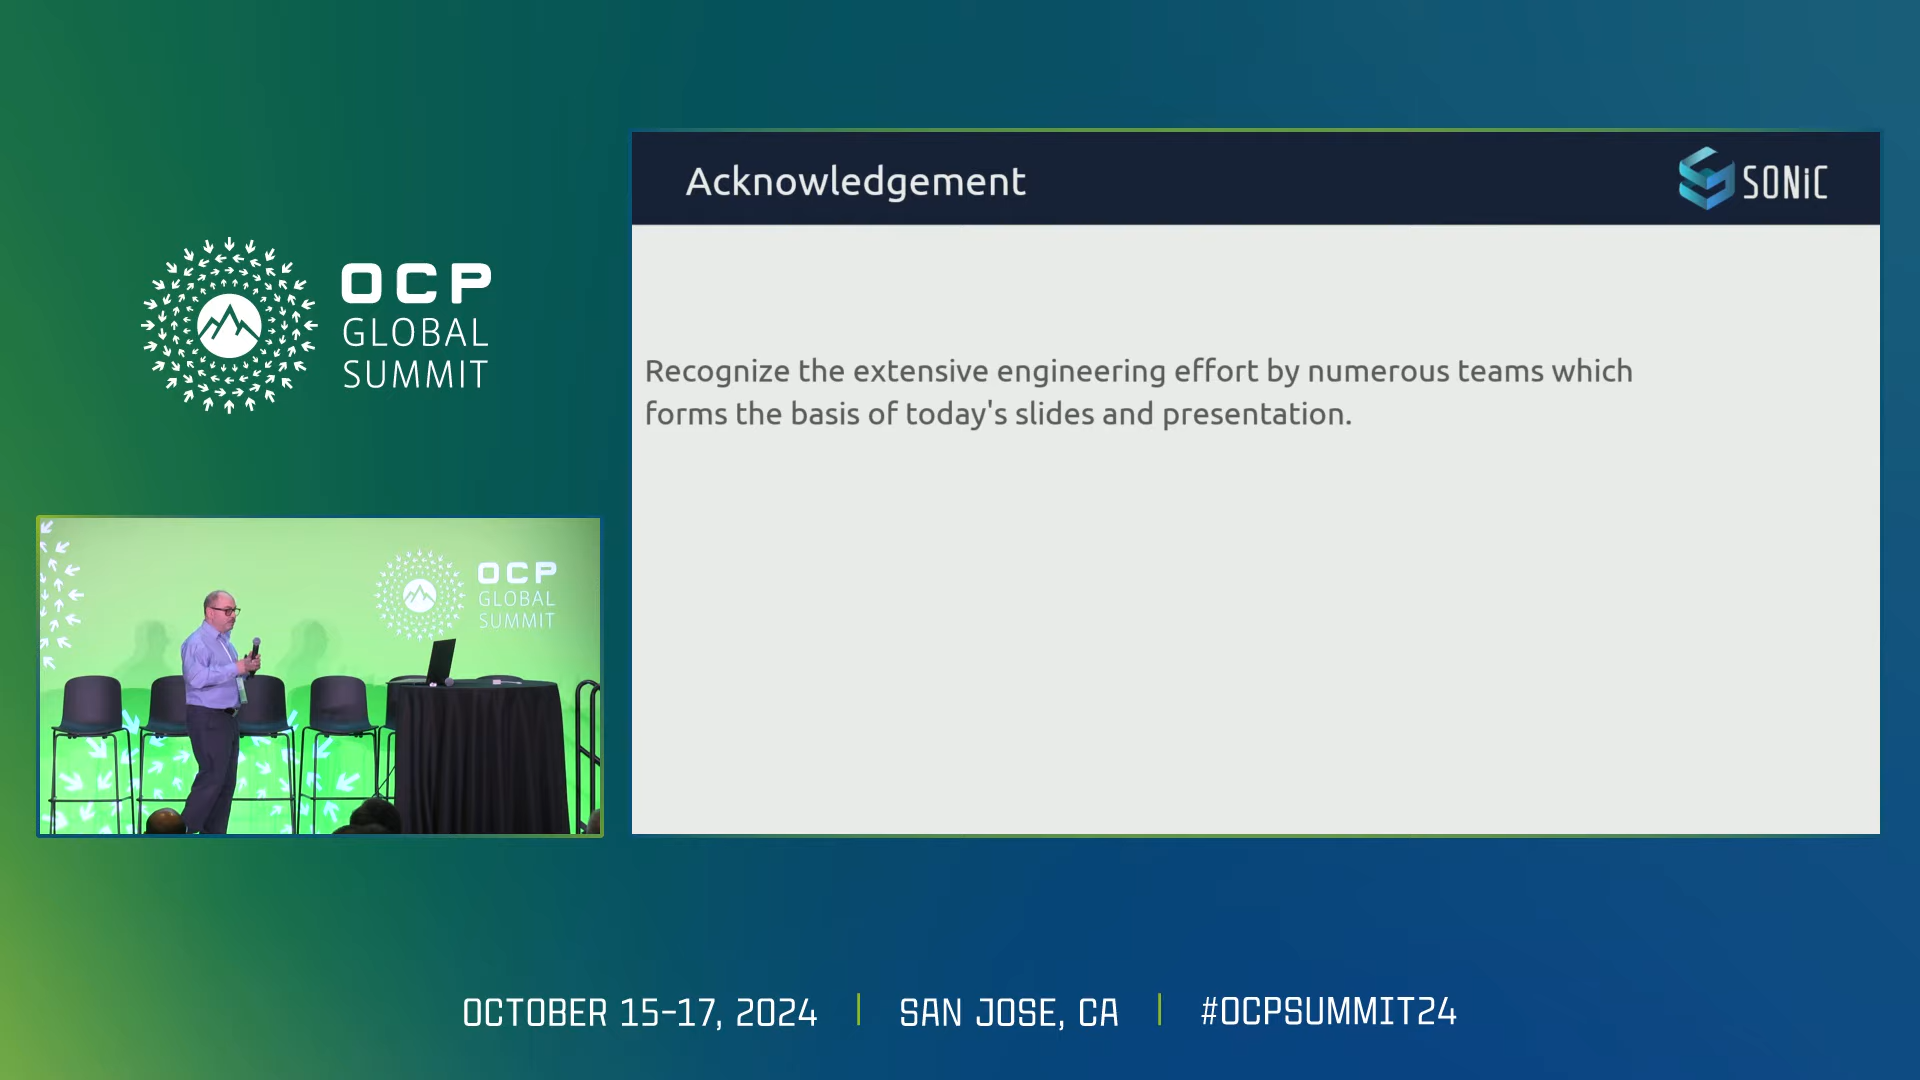 OCP
GLOBAL
SUMMIT
Acknowledgement
SONiC
Recognize the extensive engineering effort by numerous teams which
forms the basis of today's slides and presentation.
OCP
GLOBAL
SUMMIT
OCTOBER 15-17, 2024 | SAN JOSE, CA | #OCPSUMMIT24